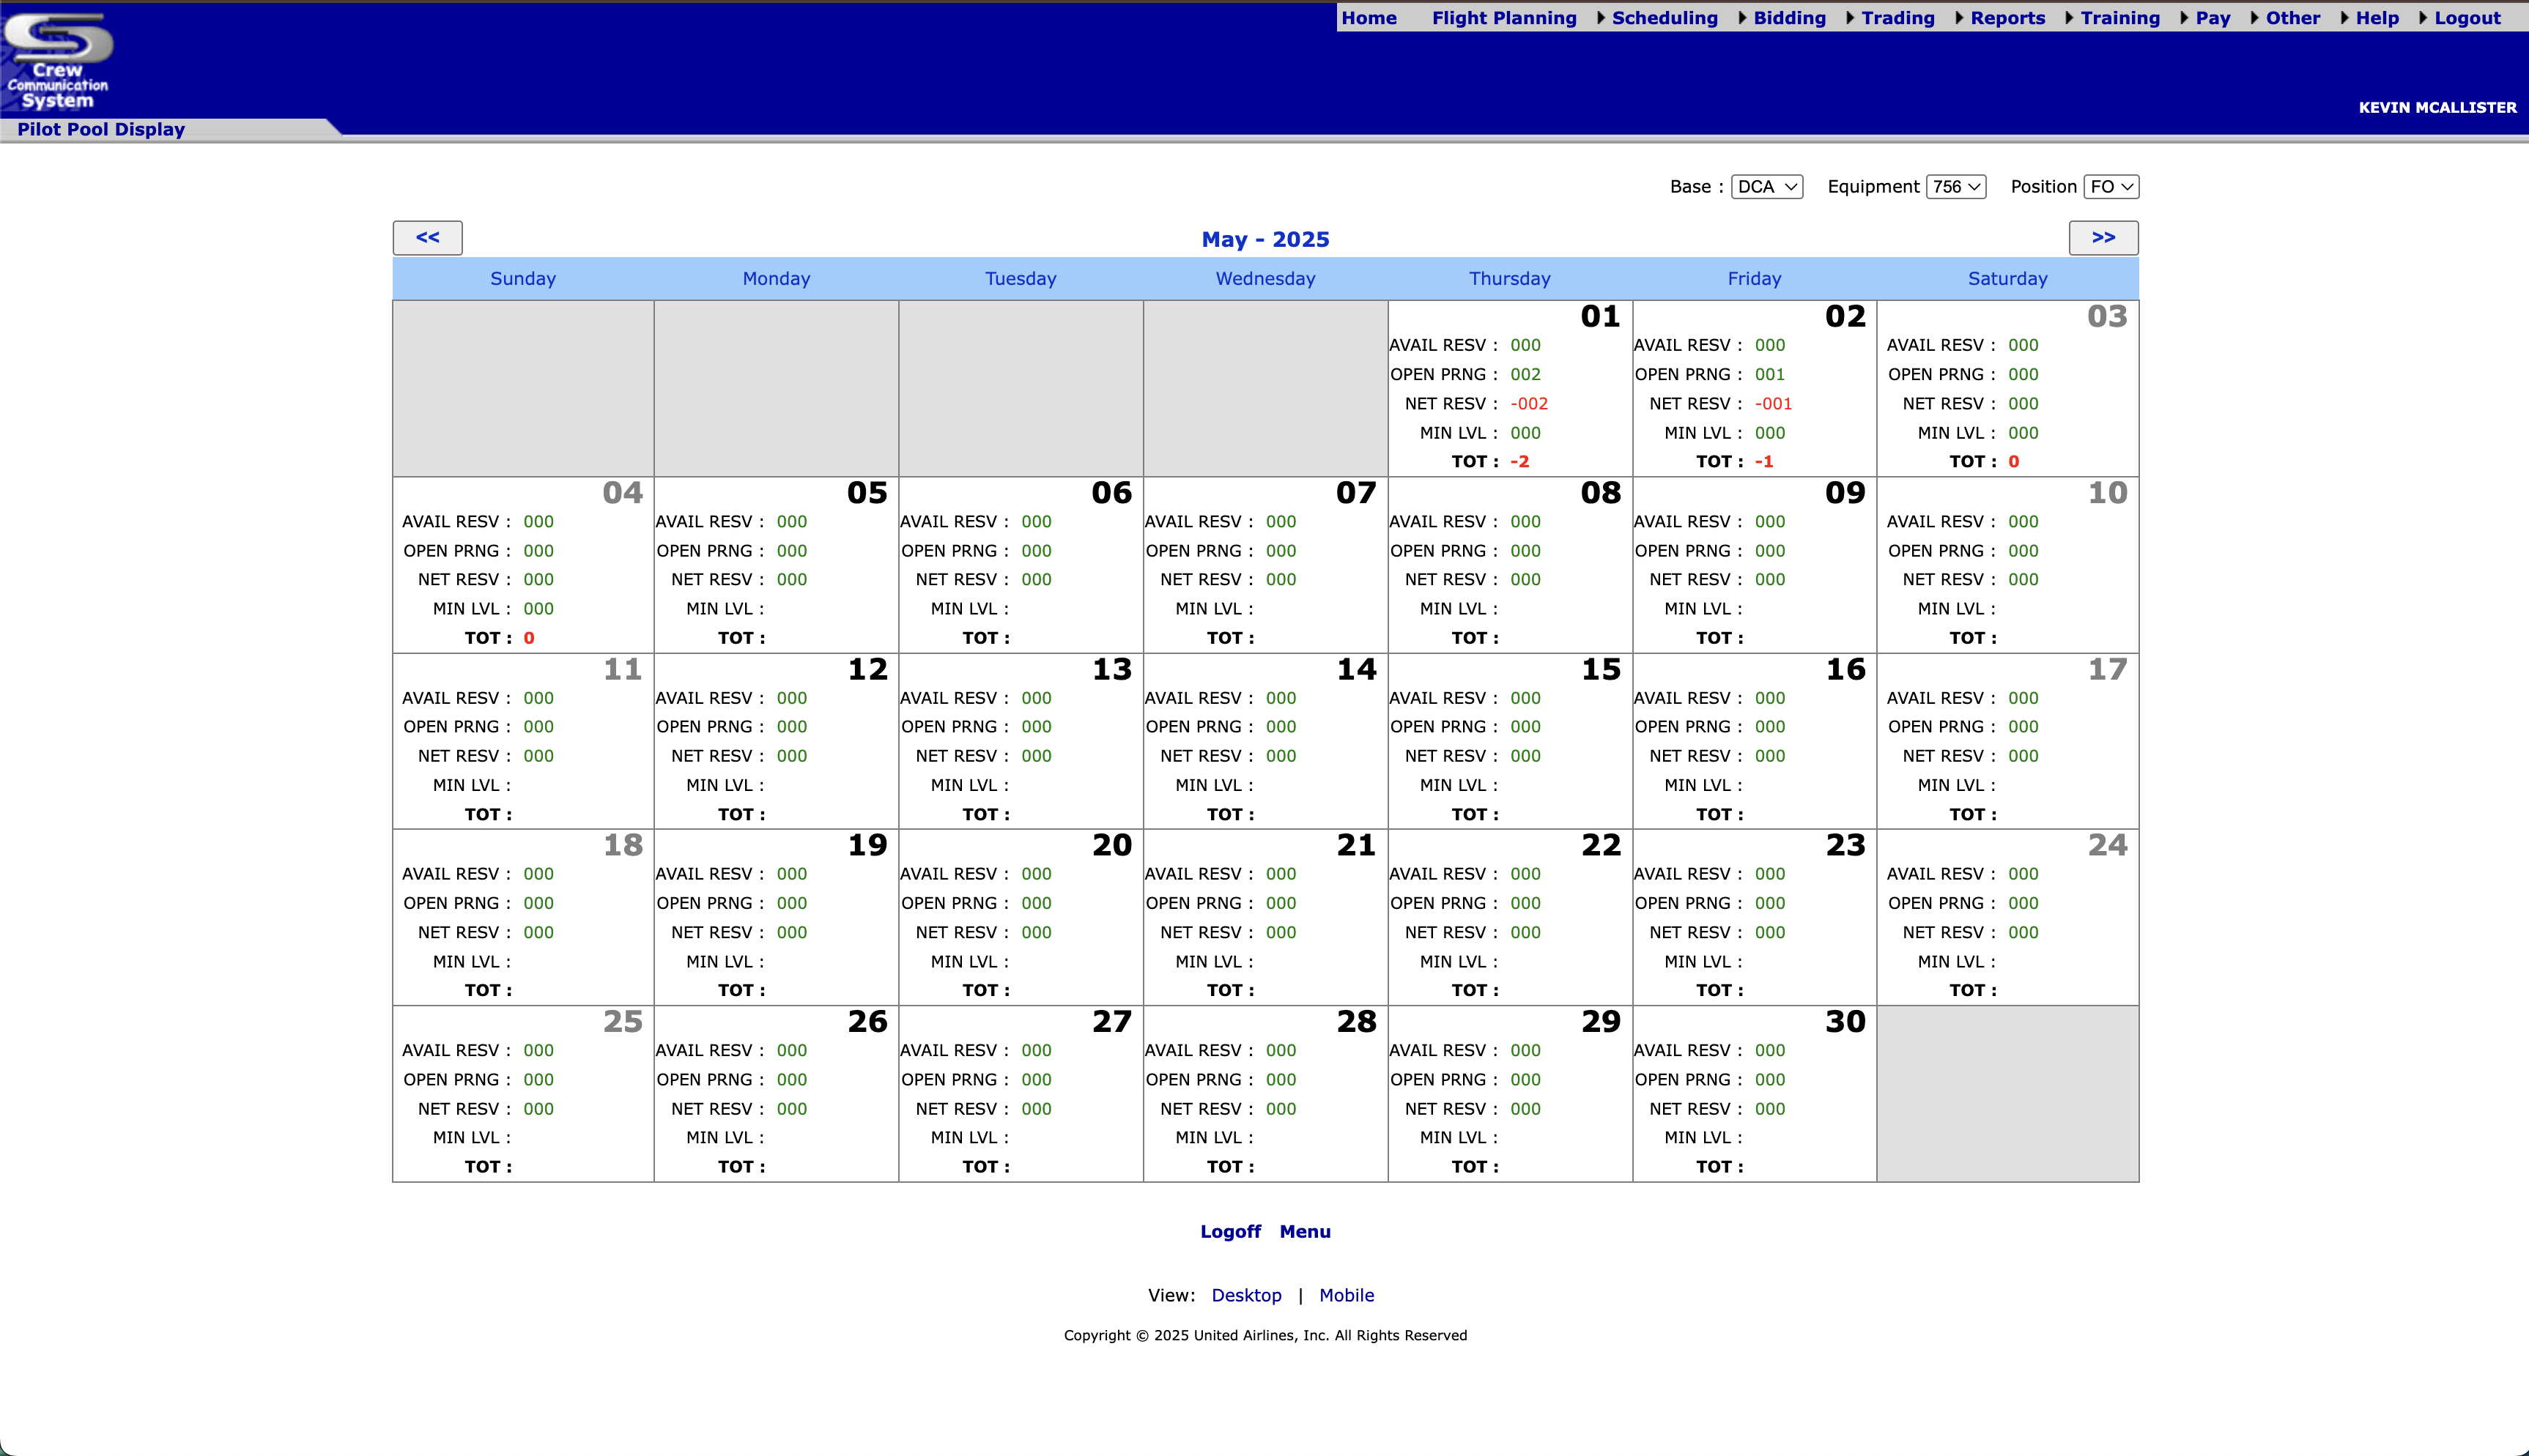 Home Flight Planning Scheduling Bidding Trading Reports Training Pay Other Help Logout
Crew
Communication
System
KEVIN MCALLISTER
Pilot Pool Display
Base : DCA Equipment 756 Position FO
<< May - 2025 >>
Sunday Monday Tuesday Wednesday Thursday Friday Saturday
01 02 03
AVAIL RESV : 000 AVAIL RESV : 000 AVAIL RESV : 000
OPEN PRNG : 002 OPEN PRNG : 001 OPEN PRNG : 000
NET RESV : -002 NET RESV : -001 NET RESV : 000
MIN LVL : 000 MIN LVL : 000 MIN LVL : 000
TOT : -2 TOT : -1 TOT : 0
04 05 06 07 08 09 10
AVAIL RESV : 000 AVAIL RESV : 000 AVAIL RESV : 000 AVAIL RESV : 000 AVAIL RESV : 000 AVAIL RESV : 000 AVAIL RESV : 000
OPEN PRNG : 000 OPEN PRNG : 000 OPEN PRNG : 000 OPEN PRNG : 000 OPEN PRNG : 000 OPEN PRNG : 000 OPEN PRNG : 000
NET RESV : 000 NET RESV : 000 NET RESV : 000 NET RESV : 000 NET RESV : 000 NET RESV : 000 NET RESV : 000
MIN LVL : 000 MIN LVL : MIN LVL : MIN LVL : MIN LVL : MIN LVL : MIN LVL :
TOT : 0 TOT : TOT : TOT : TOT : TOT : TOT :
11 12 13 14 15 16 17
AVAIL RESV : 000 AVAIL RESV : 000 AVAIL RESV : 000 AVAIL RESV : 000 AVAIL RESV : 000 AVAIL RESV : 000 AVAIL RESV : 000
OPEN PRNG : 000 OPEN PRNG : 000 OPEN PRNG : 000 OPEN PRNG : 000 OPEN PRNG : 000 OPEN PRNG : 000 OPEN PRNG : 000
NET RESV : 000 NET RESV : 000 NET RESV : 000 NET RESV : 000 NET RESV : 000 NET RESV : 000 NET RESV : 000
MIN LVL : MIN LVL : MIN LVL : MIN LVL : MIN LVL : MIN LVL : MIN LVL :
TOT : TOT : TOT : TOT : TOT : TOT : TOT :
18 19 20 21 22 23 24
AVAIL RESV : 000 AVAIL RESV : 000 AVAIL RESV : 000 AVAIL RESV : 000 AVAIL RESV : 000 AVAIL RESV : 000 AVAIL RESV : 000
OPEN PRNG : 000 OPEN PRNG : 000 OPEN PRNG : 000 OPEN PRNG : 000 OPEN PRNG : 000 OPEN PRNG : 000 OPEN PRNG : 000
NET RESV : 000 NET RESV : 000 NET RESV : 000 NET RESV : 000 NET RESV : 000 NET RESV : 000 NET RESV : 000
MIN LVL : MIN LVL : MIN LVL : MIN LVL : MIN LVL : MIN LVL : MIN LVL :
TOT : TOT : TOT : TOT : TOT : TOT : TOT :
25 26 27 28 29 30
AVAIL RESV : 000 AVAIL RESV : 000 AVAIL RESV : 000 AVAIL RESV : 000 AVAIL RESV : 000 AVAIL RESV : 000
OPEN PRNG : 000 OPEN PRNG : 000 OPEN PRNG : 000 OPEN PRNG : 000 OPEN PRNG : 000 OPEN PRNG : 000
NET RESV : 000 NET RESV : 000 NET RESV : 000 NET RESV : 000 NET RESV : 000 NET RESV : 000
MIN LVL : MIN LVL : MIN LVL : MIN LVL : MIN LVL : MIN LVL :
TOT : TOT : TOT : TOT : TOT : TOT :
Logoff Menu
View: Desktop | Mobile
Copyright © 2025 United Airlines, Inc. All Rights Reserved